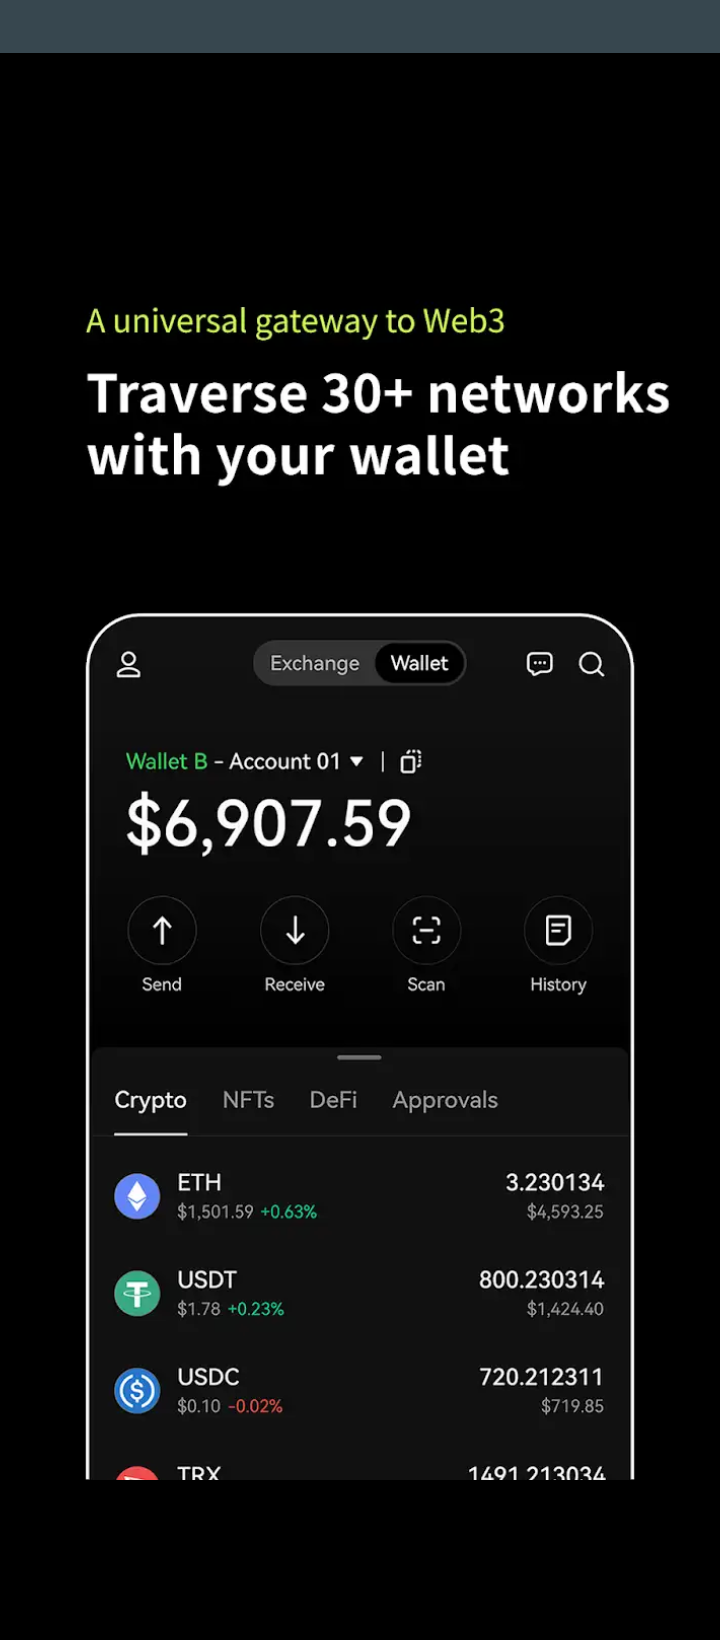 A universal gateway to Web3
Traverse 30+ networks
with your wallet
Exchange Wallet
Wallet B - Account 01
$6,907.59
Send Receive Scan History
Crypto NFTs DeFi Approvals
ETH 3.230134
$1,501.59 +0.63% $4,593.25
USDT 800.230314
$1.78 +0.23% $1,424.40
USDC 720.212311
$0.10 -0.02% $719.85
TRX 1491.213034